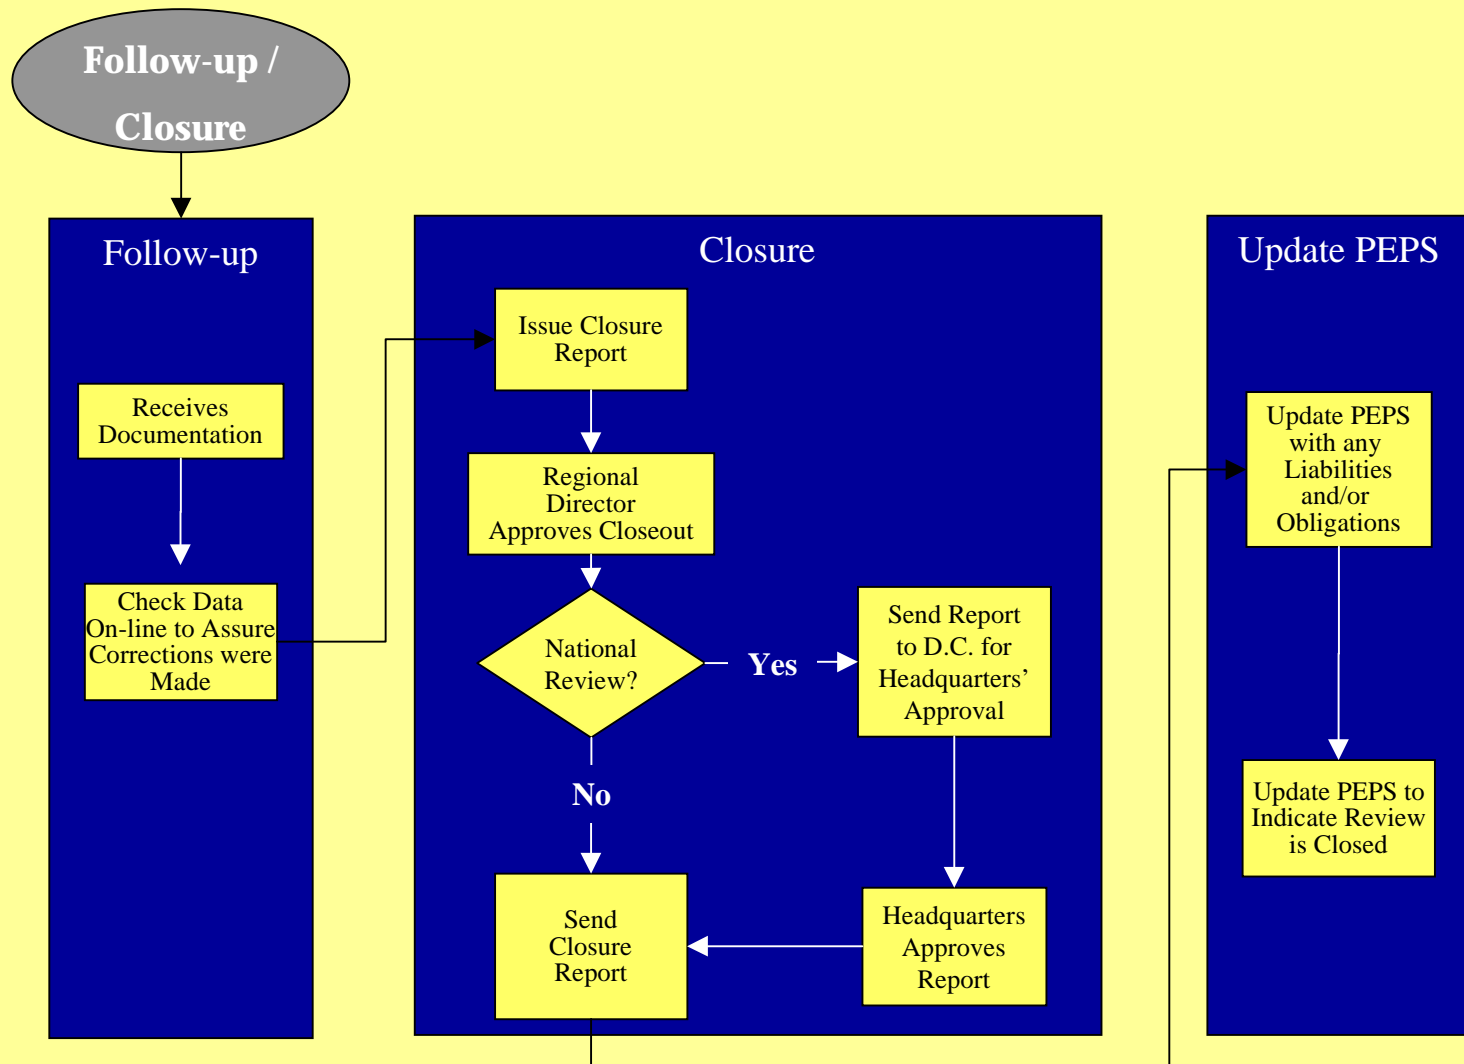 Follow-up /
Closure
Follow-up
Receives
Documentation
Check Data
On-line to Assure
Corrections were
Made
Closure
Issue Closure
Report
Regional
Director
Approves Closeout
National
Review?
Yes
Send Report
to D.C. for
Headquarters’
Approval
No
Send
Closure
Report
Headquarters
Approves
Report
Update PEPS
Update PEPS
with any
Liabilities
and/or
Obligations
Update PEPS to
Indicate Review
is Closed